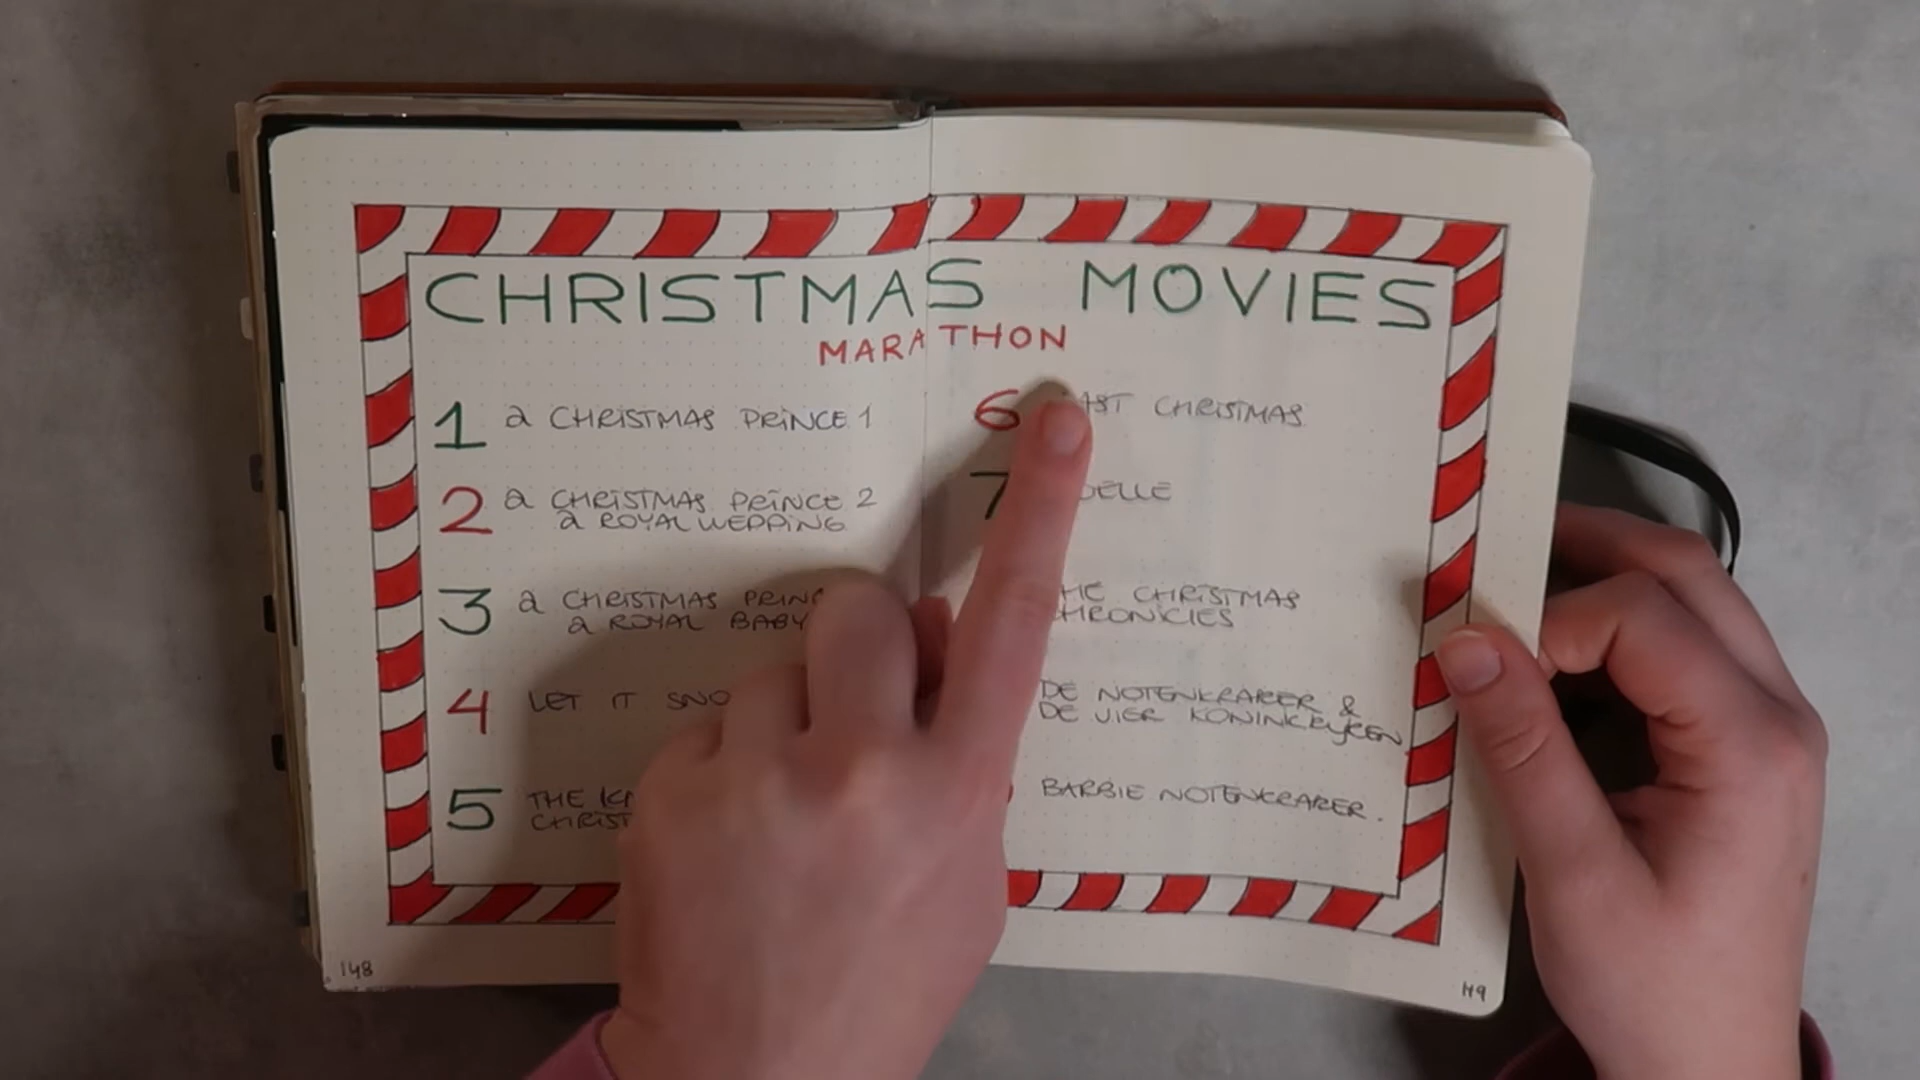 CHRISTMAS MOVIES
MARATHON
1 a CHRISTMAS PRINCE 1
2 a CHRISTMAS PRINCE 2
a ROYAL WEDDING
3 a CHRISTMAS
a ROYAL BABY
4 LET IT
5 THE
6 CHRISTMAS
7
CHRISTMAS
CHRONICLES
DE NOTENKRAKER &
DE VIER KONINKRIJKEN
BARBIE NOTENKRAKER.
148
149